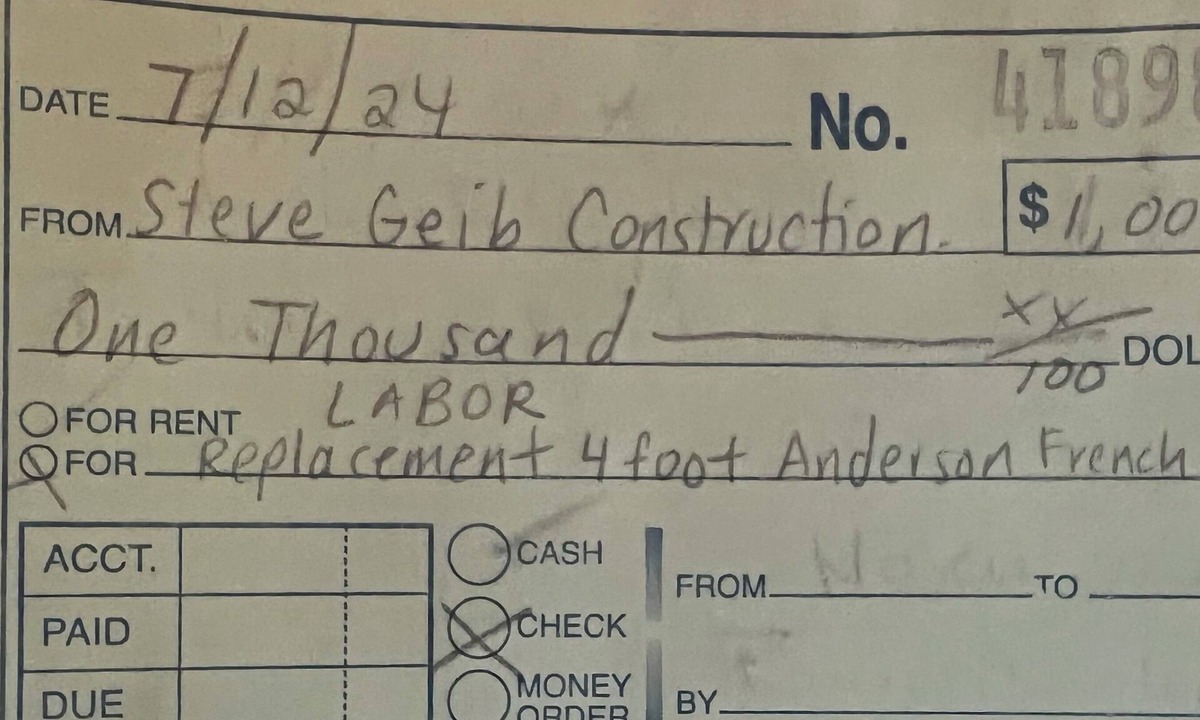 DATE 7/12/24 No. 4189
FROM Steve Geib Construction. $ 1,00
One Thousand xx/100 DOL
FOR RENT LABOR
FOR Replacement 4 foot Anderson French
ACCT.
PAID
DUE
CASH
CHECK
MONEY
ORDER
FROM TO
BY